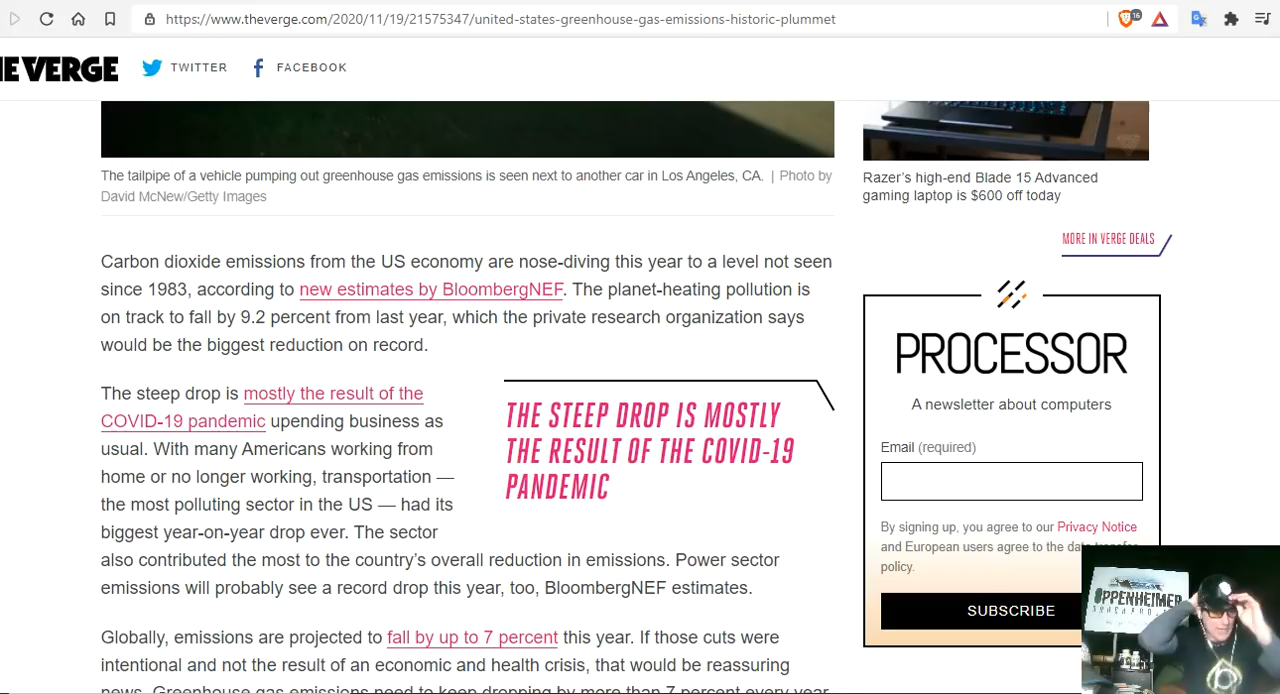 https://www.theverge.com/2020/11/19/21575347/united-states-greenhouse-gas-emissions-historic-plummet
16
E VERGE
TWITTER
FACEBOOK
The tailpipe of a vehicle pumping out greenhouse gas emissions is seen next to another car in Los Angeles, CA. | Photo by
David McNew/Getty Images
Razer's high-end Blade 15 Advanced
gaming laptop is $600 off today
MORE IN VERGE DEALS
Carbon dioxide emissions from the US economy are nose-diving this year to a level not seen
since 1983, according to new estimates by BloombergNEF. The planet-heating pollution is
on track to fall by 9.2 percent from last year, which the private research organization says
would be the biggest reduction on record.
The steep drop is mostly the result of the
COVID-19 pandemic upending business as
usual. With many Americans working from
home or no longer working, transportation —
the most polluting sector in the US — had its
biggest year-on-year drop ever. The sector
also contributed the most to the country's overall reduction in emissions. Power sector
emissions will probably see a record drop this year, too, BloombergNEF estimates.
THE STEEP DROP IS MOSTLY
THE RESULT OF THE COVID-19
PANDEMIC
Globally, emissions are projected to fall by up to 7 percent this year. If those cuts were
intentional and not the result of an economic and health crisis, that would be reassuring
news. Greenhouse gas emissions need to keep dropping by more than 7 percent every year
PROCESSOR
A newsletter about computers
Email (required)
By signing up, you agree to our Privacy Notice
and European users agree to the data transfer
policy.
SUBSCRIBE
OPPENHEIMER